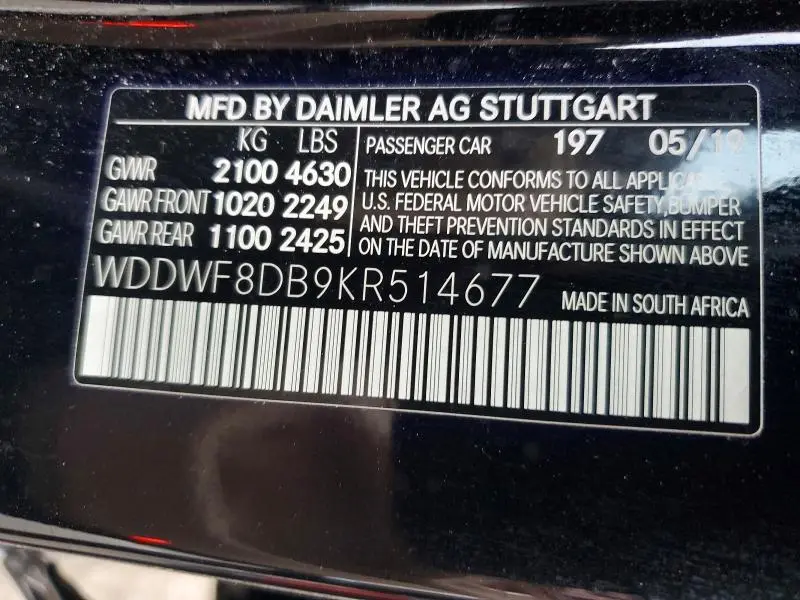 MFD BY DAIMLER AG STUTTGART
KG LBS
GVWR 2100 4630
GAWR FRONT 1020 2249
GAWR REAR 1100 2425
PASSENGER CAR 197 05/19
THIS VEHICLE CONFORMS TO ALL
U.S. FEDERAL MOTOR VEHICLE SAFETY, BUMPER
AND THEFT PREVENTION STANDARDS IN EFFECT
ON THE DATE OF MANUFACTURE SHOWN ABOVE
WDDWF8DB9KR514677
MADE IN SOUTH AFRICA